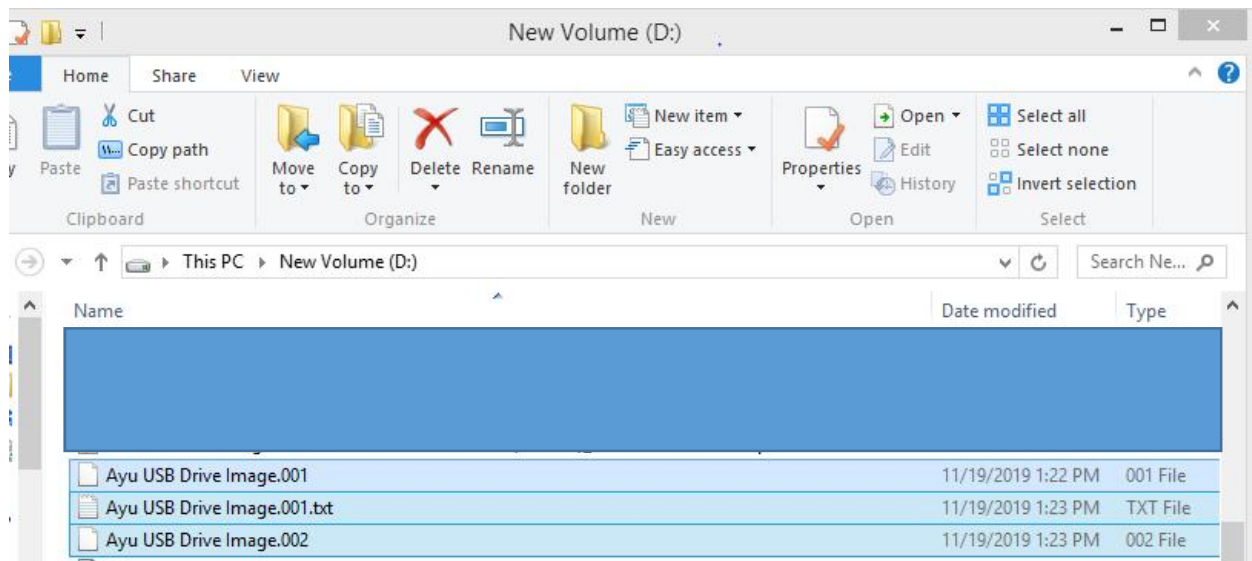 New Volume (D:)
Home Share View
Cut
Copy path
Paste shortcut
Paste
Move to
Copy to
Delete
Rename
New folder
New item
Easy access
Properties
Open
Edit
History
Select all
Select none
Invert selection
Clipboard Organize New Open Select
This PC New Volume (D:) Search Ne...
Name Date modified Type
Ayu USB Drive Image.001 11/19/2019 1:22 PM 001 File
Ayu USB Drive Image.001.txt 11/19/2019 1:23 PM TXT File
Ayu USB Drive Image.002 11/19/2019 1:23 PM 002 File